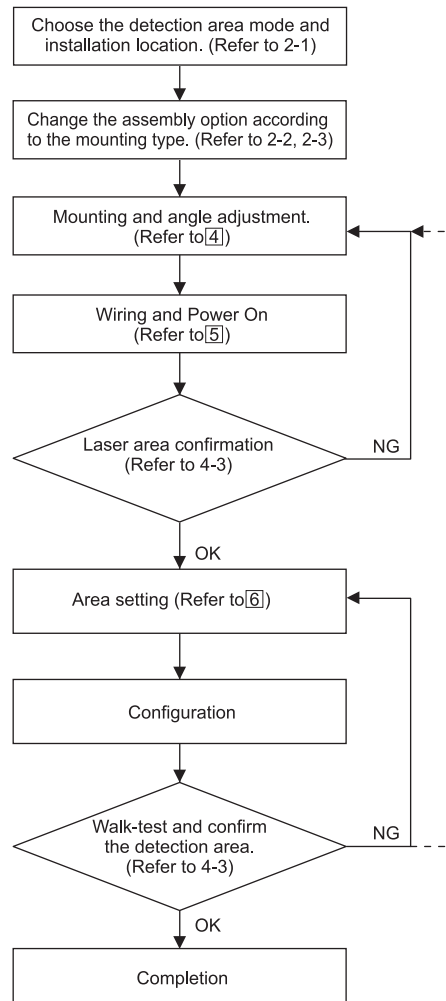 Choose the detection area mode and
installation location. (Refer to 2-1)
Change the assembly option according
to the mounting type. (Refer to 2-2, 2-3)
Mounting and angle adjustment.
(Refer to 4)
Wiring and Power On
(Refer to 5)
Laser area confirmation
(Refer to 4-3)
NG
OK
Area setting (Refer to 6)
Configuration
Walk-test and confirm
the detection area.
(Refer to 4-3)
NG
OK
Completion